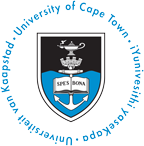 University of Cape Town · iYunivesithi yaseKapa · Universiteit van Kaapstad ·
SPES BONA